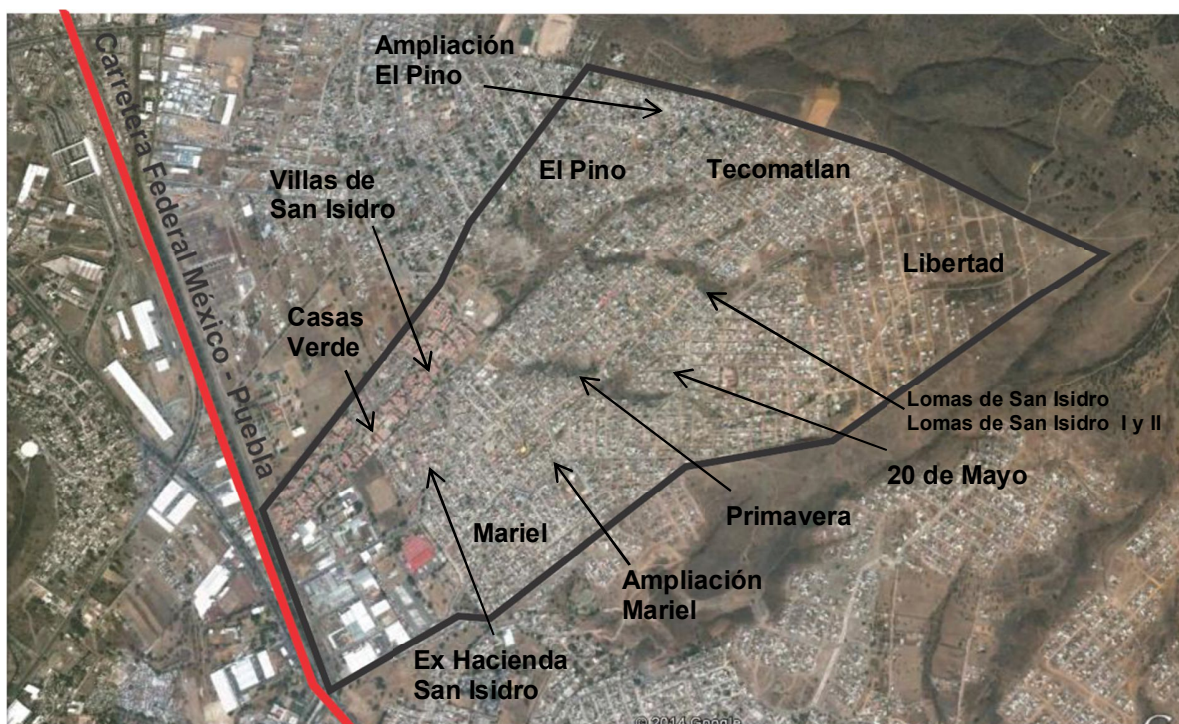 Carretera Federal México - Puebla
Ampliación
El Pino
El Pino
Tecomatlan
Villas de
San Isidro
Libertad
Casas
Verde
Lomas de San Isidro
Lomas de San Isidro I y II
20 de Mayo
Primavera
Mariel
Ampliación
Mariel
Ex Hacienda
San Isidro
© 2014 Google